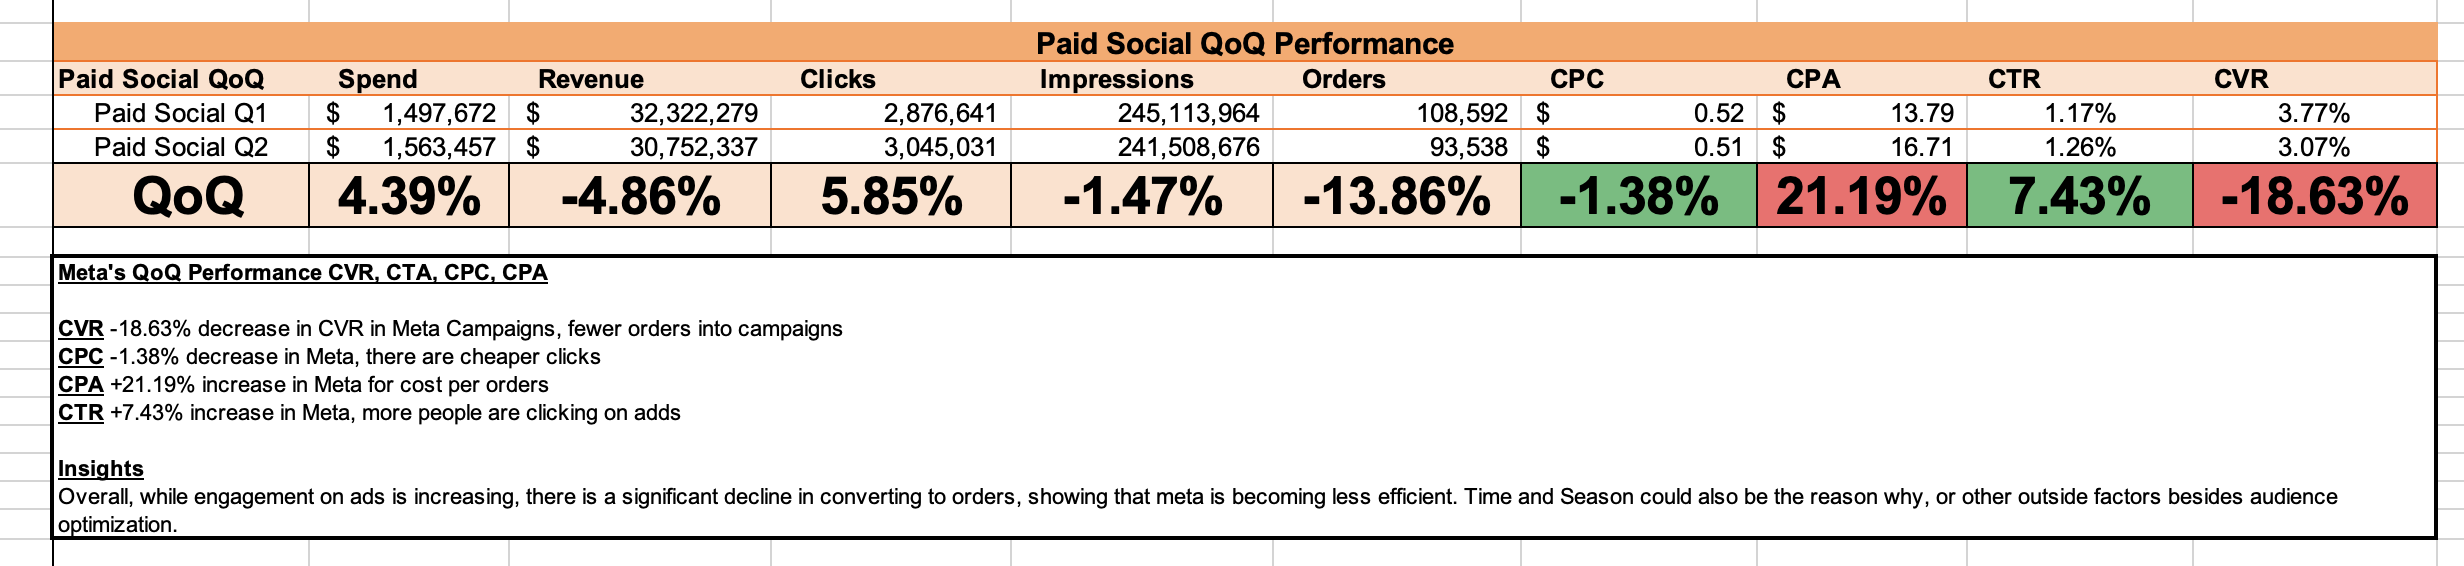 Paid Social QoQ Performance
Paid Social QoQ Spend Revenue Clicks Impressions Orders CPC CPA CTR CVR
Paid Social Q1 $ 1,497,672 $ 32,322,279 2,876,641 245,113,964 108,592 $ 0.52 $ 13.79 1.17% 3.77%
Paid Social Q2 $ 1,563,457 $ 30,752,337 3,045,031 241,508,676 93,538 $ 0.51 $ 16.71 1.26% 3.07%
QoQ 4.39% -4.86% 5.85% -1.47% -13.86% -1.38% 21.19% 7.43% -18.63%
Meta's QoQ Performance CVR, CTA, CPC, CPA
CVR -18.63% decrease in CVR in Meta Campaigns, fewer orders into campaigns
CPC -1.38% decrease in Meta, there are cheaper clicks
CPA +21.19% increase in Meta for cost per orders
CTR +7.43% increase in Meta, more people are clicking on adds
Insights
Overall, while engagement on ads is increasing, there is a significant decline in converting to orders, showing that meta is becoming less efficient. Time and Season could also be the reason why, or other outside factors besides audience
optimization.